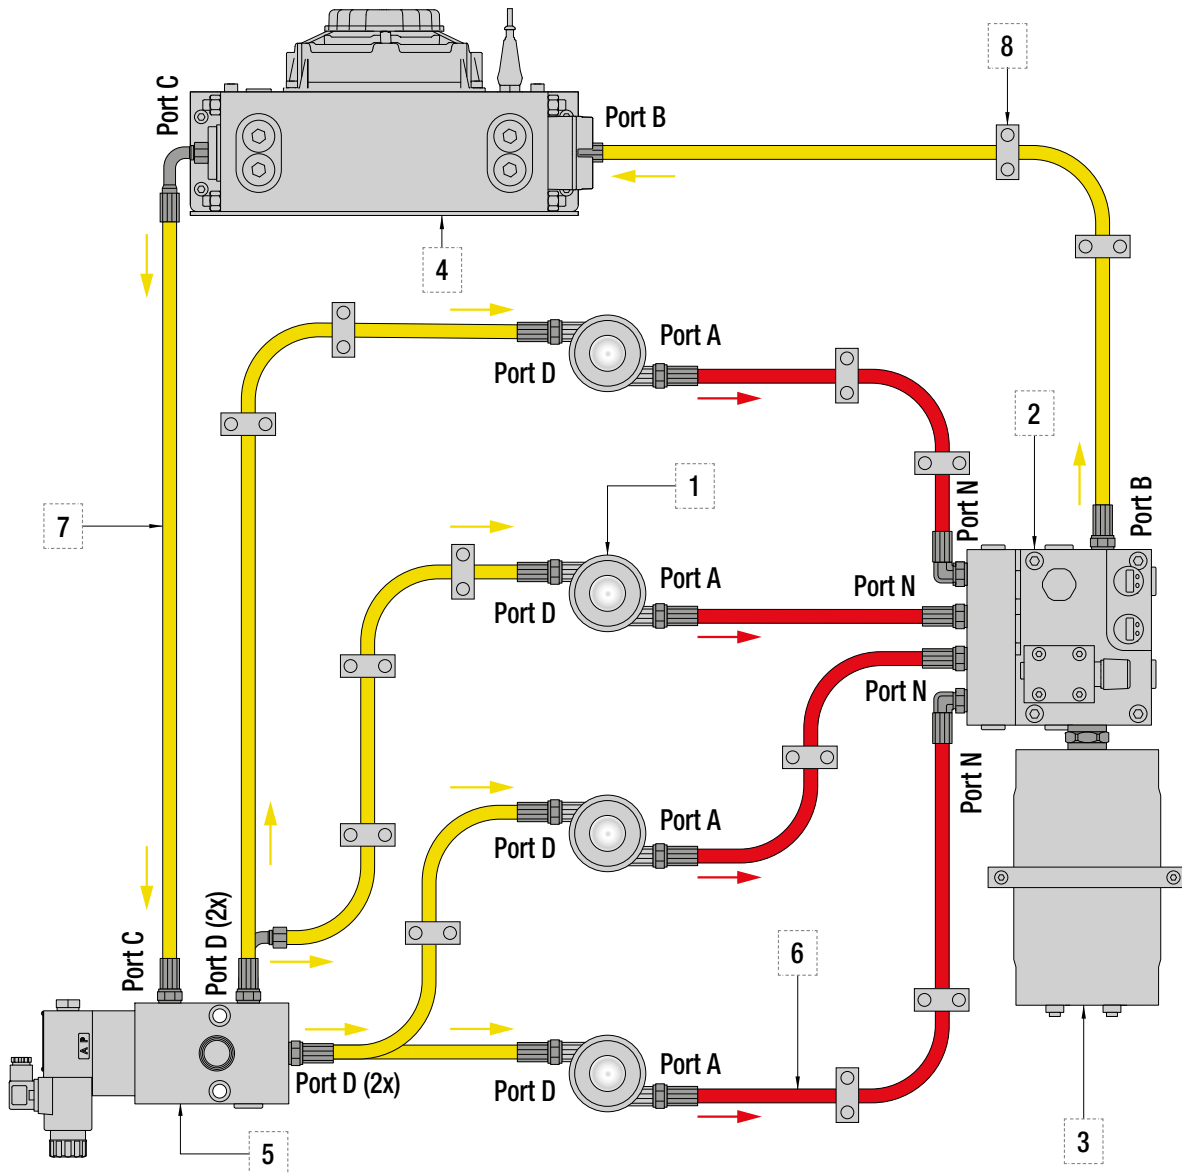 8
Port C
Port B
4
Port A
Port D
2
1
Port N
Port B
7
Port A
Port N
Port D
Port N
Port N
Port A
Port D
Port D (2x)
Port C
6
A P
Port A
Port D (2x)
Port D
5
3